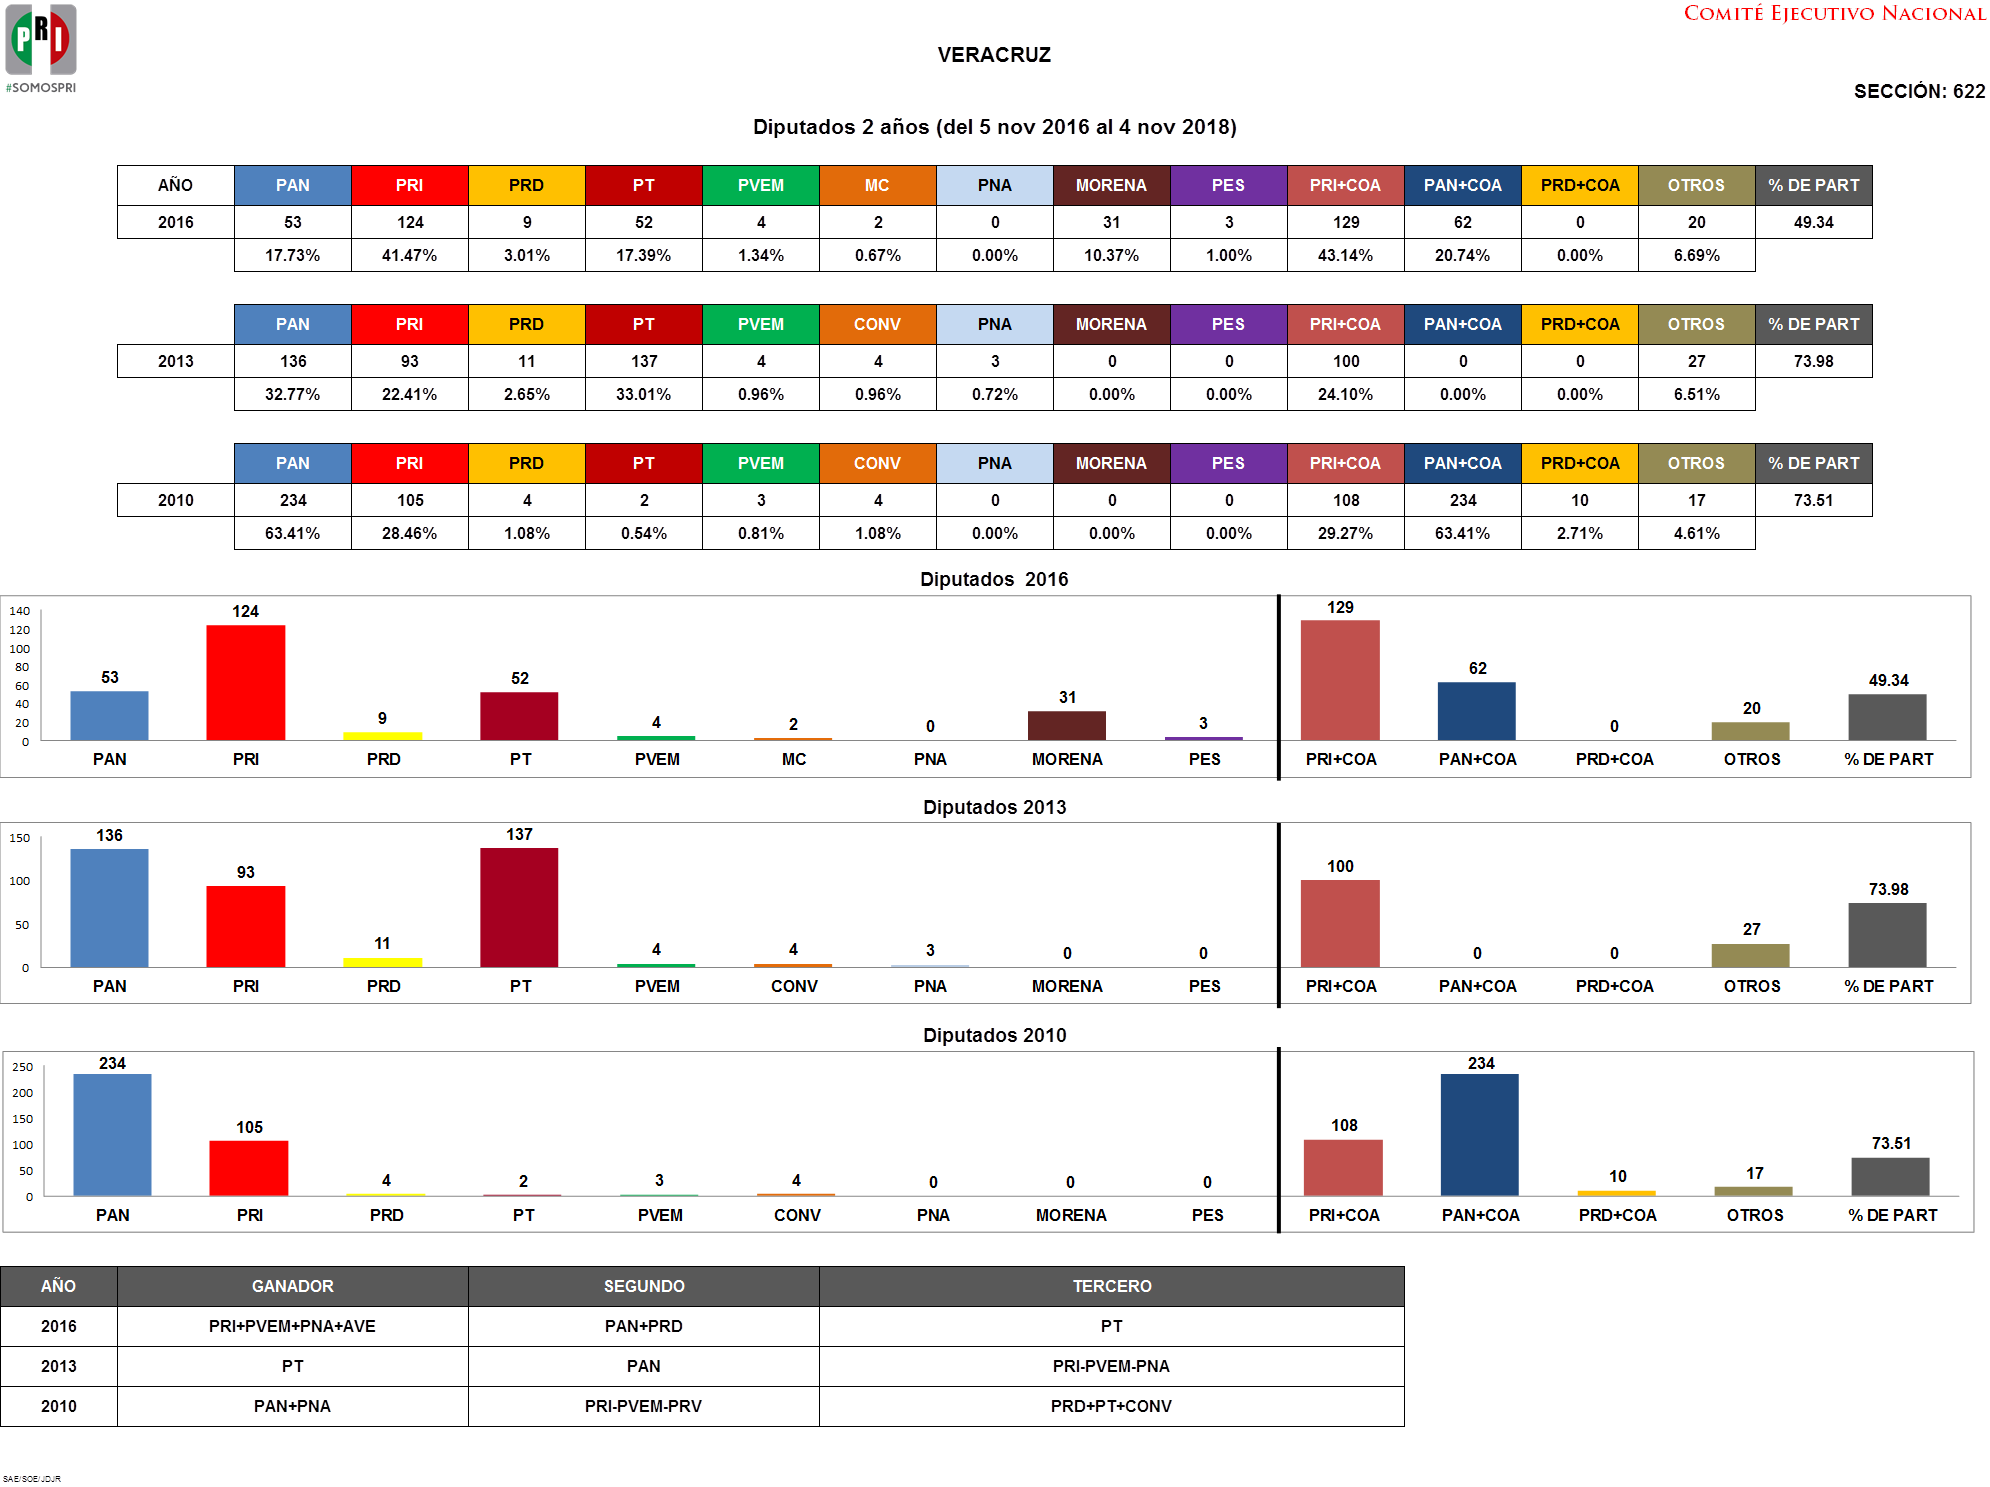 PRI
#SOMOSPRI
COMITÉ EJECUTIVO NACIONAL
VERACRUZ
SECCIÓN: 622
Diputados 2 años (del 5 nov 2016 al 4 nov 2018)
AÑO PAN PRI PRD PT PVEM MC PNA MORENA PES PRI+COA PAN+COA PRD+COA OTROS % DE PART
2016 53 124 9 52 4 2 0 31 3 129 62 0 20 49.34
17.73% 41.47% 3.01% 17.39% 1.34% 0.67% 0.00% 10.37% 1.00% 43.14% 20.74% 0.00% 6.69%
PAN PRI PRD PT PVEM CONV PNA MORENA PES PRI+COA PAN+COA PRD+COA OTROS % DE PART
2013 136 93 11 137 4 4 3 0 0 100 0 0 27 73.98
32.77% 22.41% 2.65% 33.01% 0.96% 0.96% 0.72% 0.00% 0.00% 24.10% 0.00% 0.00% 6.51%
PAN PRI PRD PT PVEM CONV PNA MORENA PES PRI+COA PAN+COA PRD+COA OTROS % DE PART
2010 234 105 4 2 3 4 0 0 0 108 234 10 17 73.51
63.41% 28.46% 1.08% 0.54% 0.81% 1.08% 0.00% 0.00% 0.00% 29.27% 63.41% 2.71% 4.61%
Diputados 2016
140
120
100
80
60
40
20
0
53 124 9 52 4 2 0 31 3 129 62 0 20 49.34
PAN PRI PRD PT PVEM MC PNA MORENA PES PRI+COA PAN+COA PRD+COA OTROS % DE PART
Diputados 2013
150
100
50
0
136 93 11 137 4 4 3 0 0 100 0 0 27 73.98
PAN PRI PRD PT PVEM CONV PNA MORENA PES PRI+COA PAN+COA PRD+COA OTROS % DE PART
Diputados 2010
250
200
150
100
50
0
234 105 4 2 3 4 0 0 0 108 234 10 17 73.51
PAN PRI PRD PT PVEM CONV PNA MORENA PES PRI+COA PAN+COA PRD+COA OTROS % DE PART
AÑO GANADOR SEGUNDO TERCERO
2016 PRI+PVEM+PNA+AVE PAN+PRD PT
2013 PT PAN PRI-PVEM-PNA
2010 PAN+PNA PRI-PVEM-PRV PRD+PT+CONV
SAE/SOE/JDJR